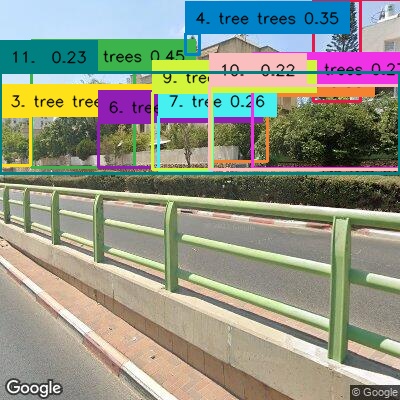 4. tree trees 0.35
11. 0.23
trees 0.45
10. 0.22
trees 0.27
9. tree
3. tree tree
6. tree
7. tree 0.26
Google
Google